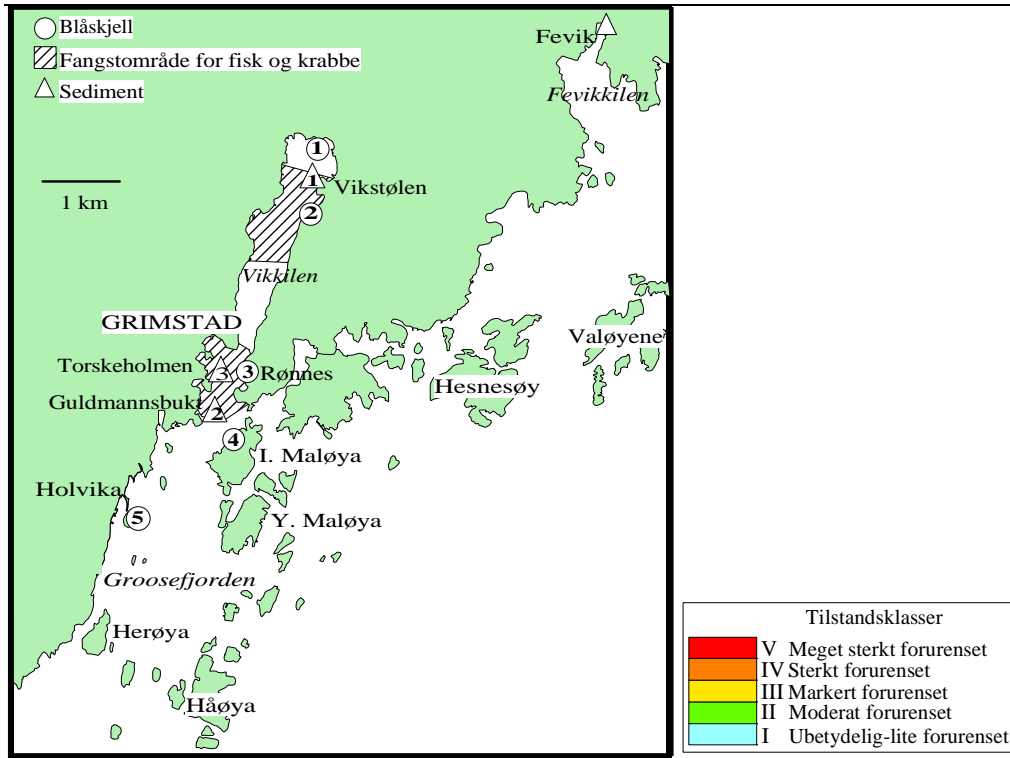 Blåskjell
Fangstområde for fisk og krabbe
Sediment
Fevik
Fevikkilen
1
1
Vikstølen
1 km
2
Vikkilen
GRIMSTAD
Torskeholmen
3
3
Rønnes
Valøyene
Hesnesøy
Guldmannsbukt
2
4
I. Maløya
Holvika
5
Y. Maløya
Groosefjorden
Herøya
Håøya
Tilstandsklasser
V Meget sterkt forurenset
IV Sterkt forurenset
III Markert forurenset
II Moderat forurenset
I Ubetydelig-lite forurenset